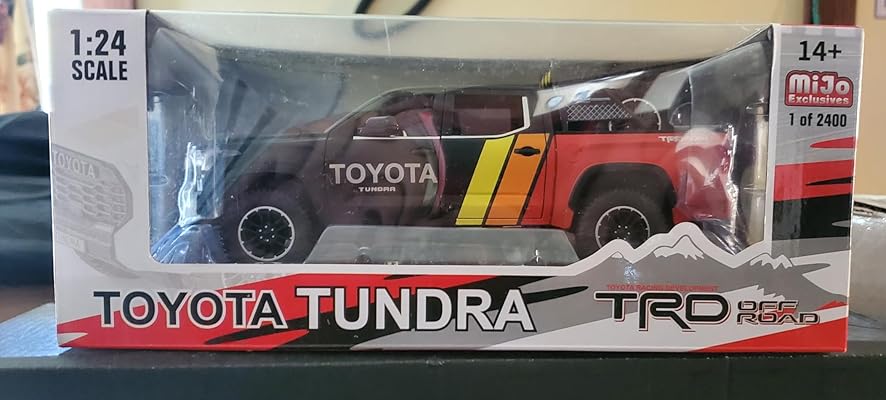 1:24
SCALE
14+
MiJo
Exclusives
1 of 2400
TOYOTA
TOYOTA
TUNDRA
TRD
TOYOTA TUNDRA
TOYOTA RACING DEVELOPMENT
TRD OFF
ROAD